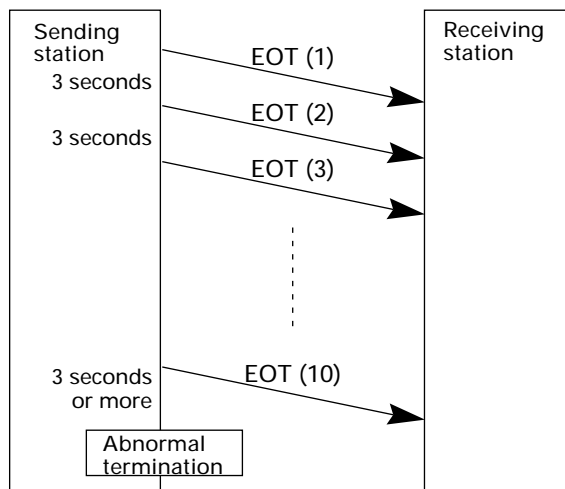 Sending
station
Receiving
station
EOT (1)
3 seconds
EOT (2)
3 seconds
EOT (3)
EOT (10)
3 seconds
or more
Abnormal
termination